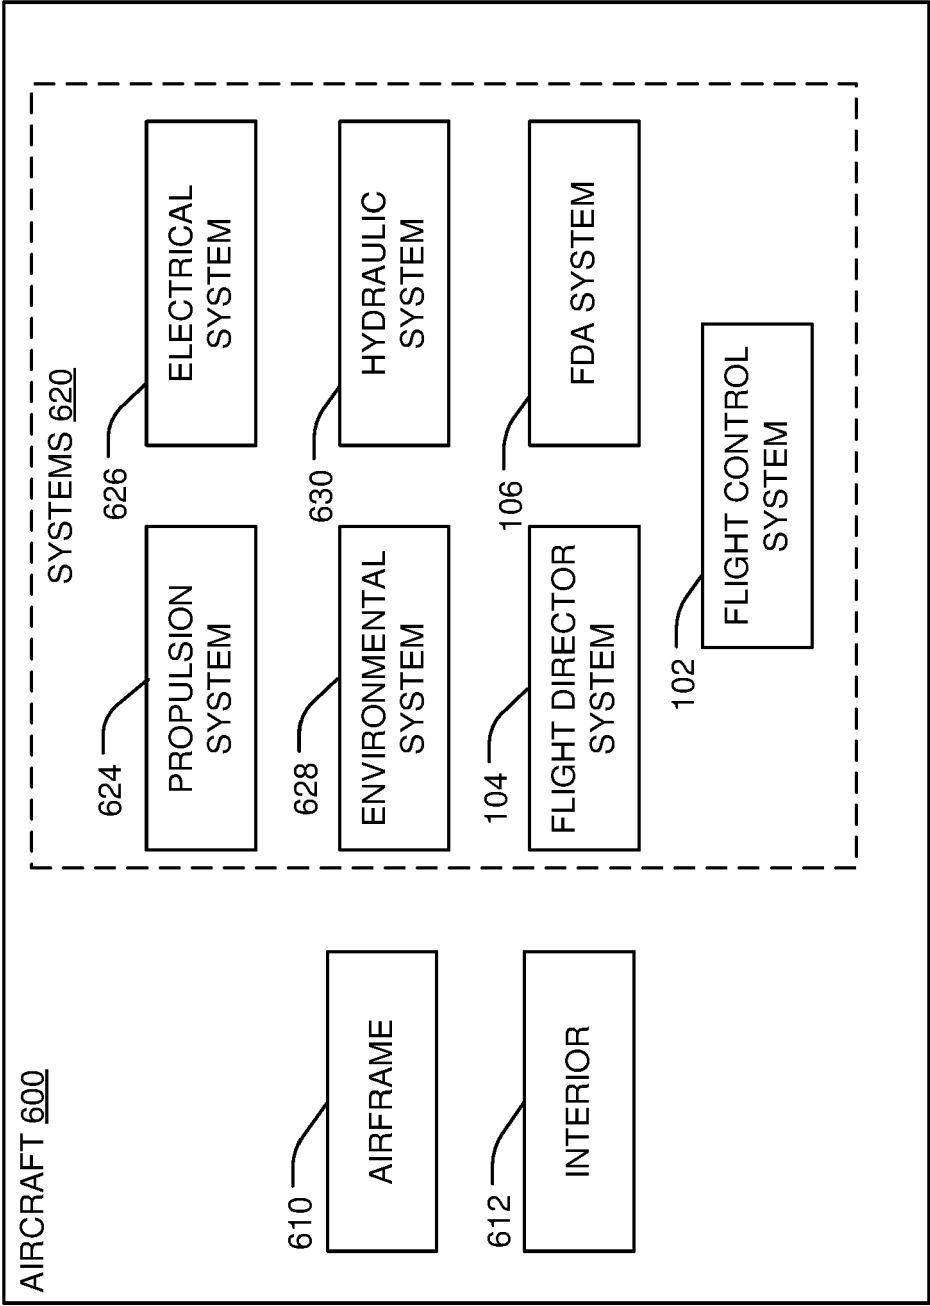 AIRCRAFT 600
SYSTEMS 620
624
PROPULSION
SYSTEM
626
ELECTRICAL
SYSTEM
610
AIRFRAME
628
ENVIRONMENTAL
SYSTEM
630
HYDRAULIC
SYSTEM
612
INTERIOR
104
FLIGHT DIRECTOR
SYSTEM
106
FDA SYSTEM
102
FLIGHT CONTROL
SYSTEM